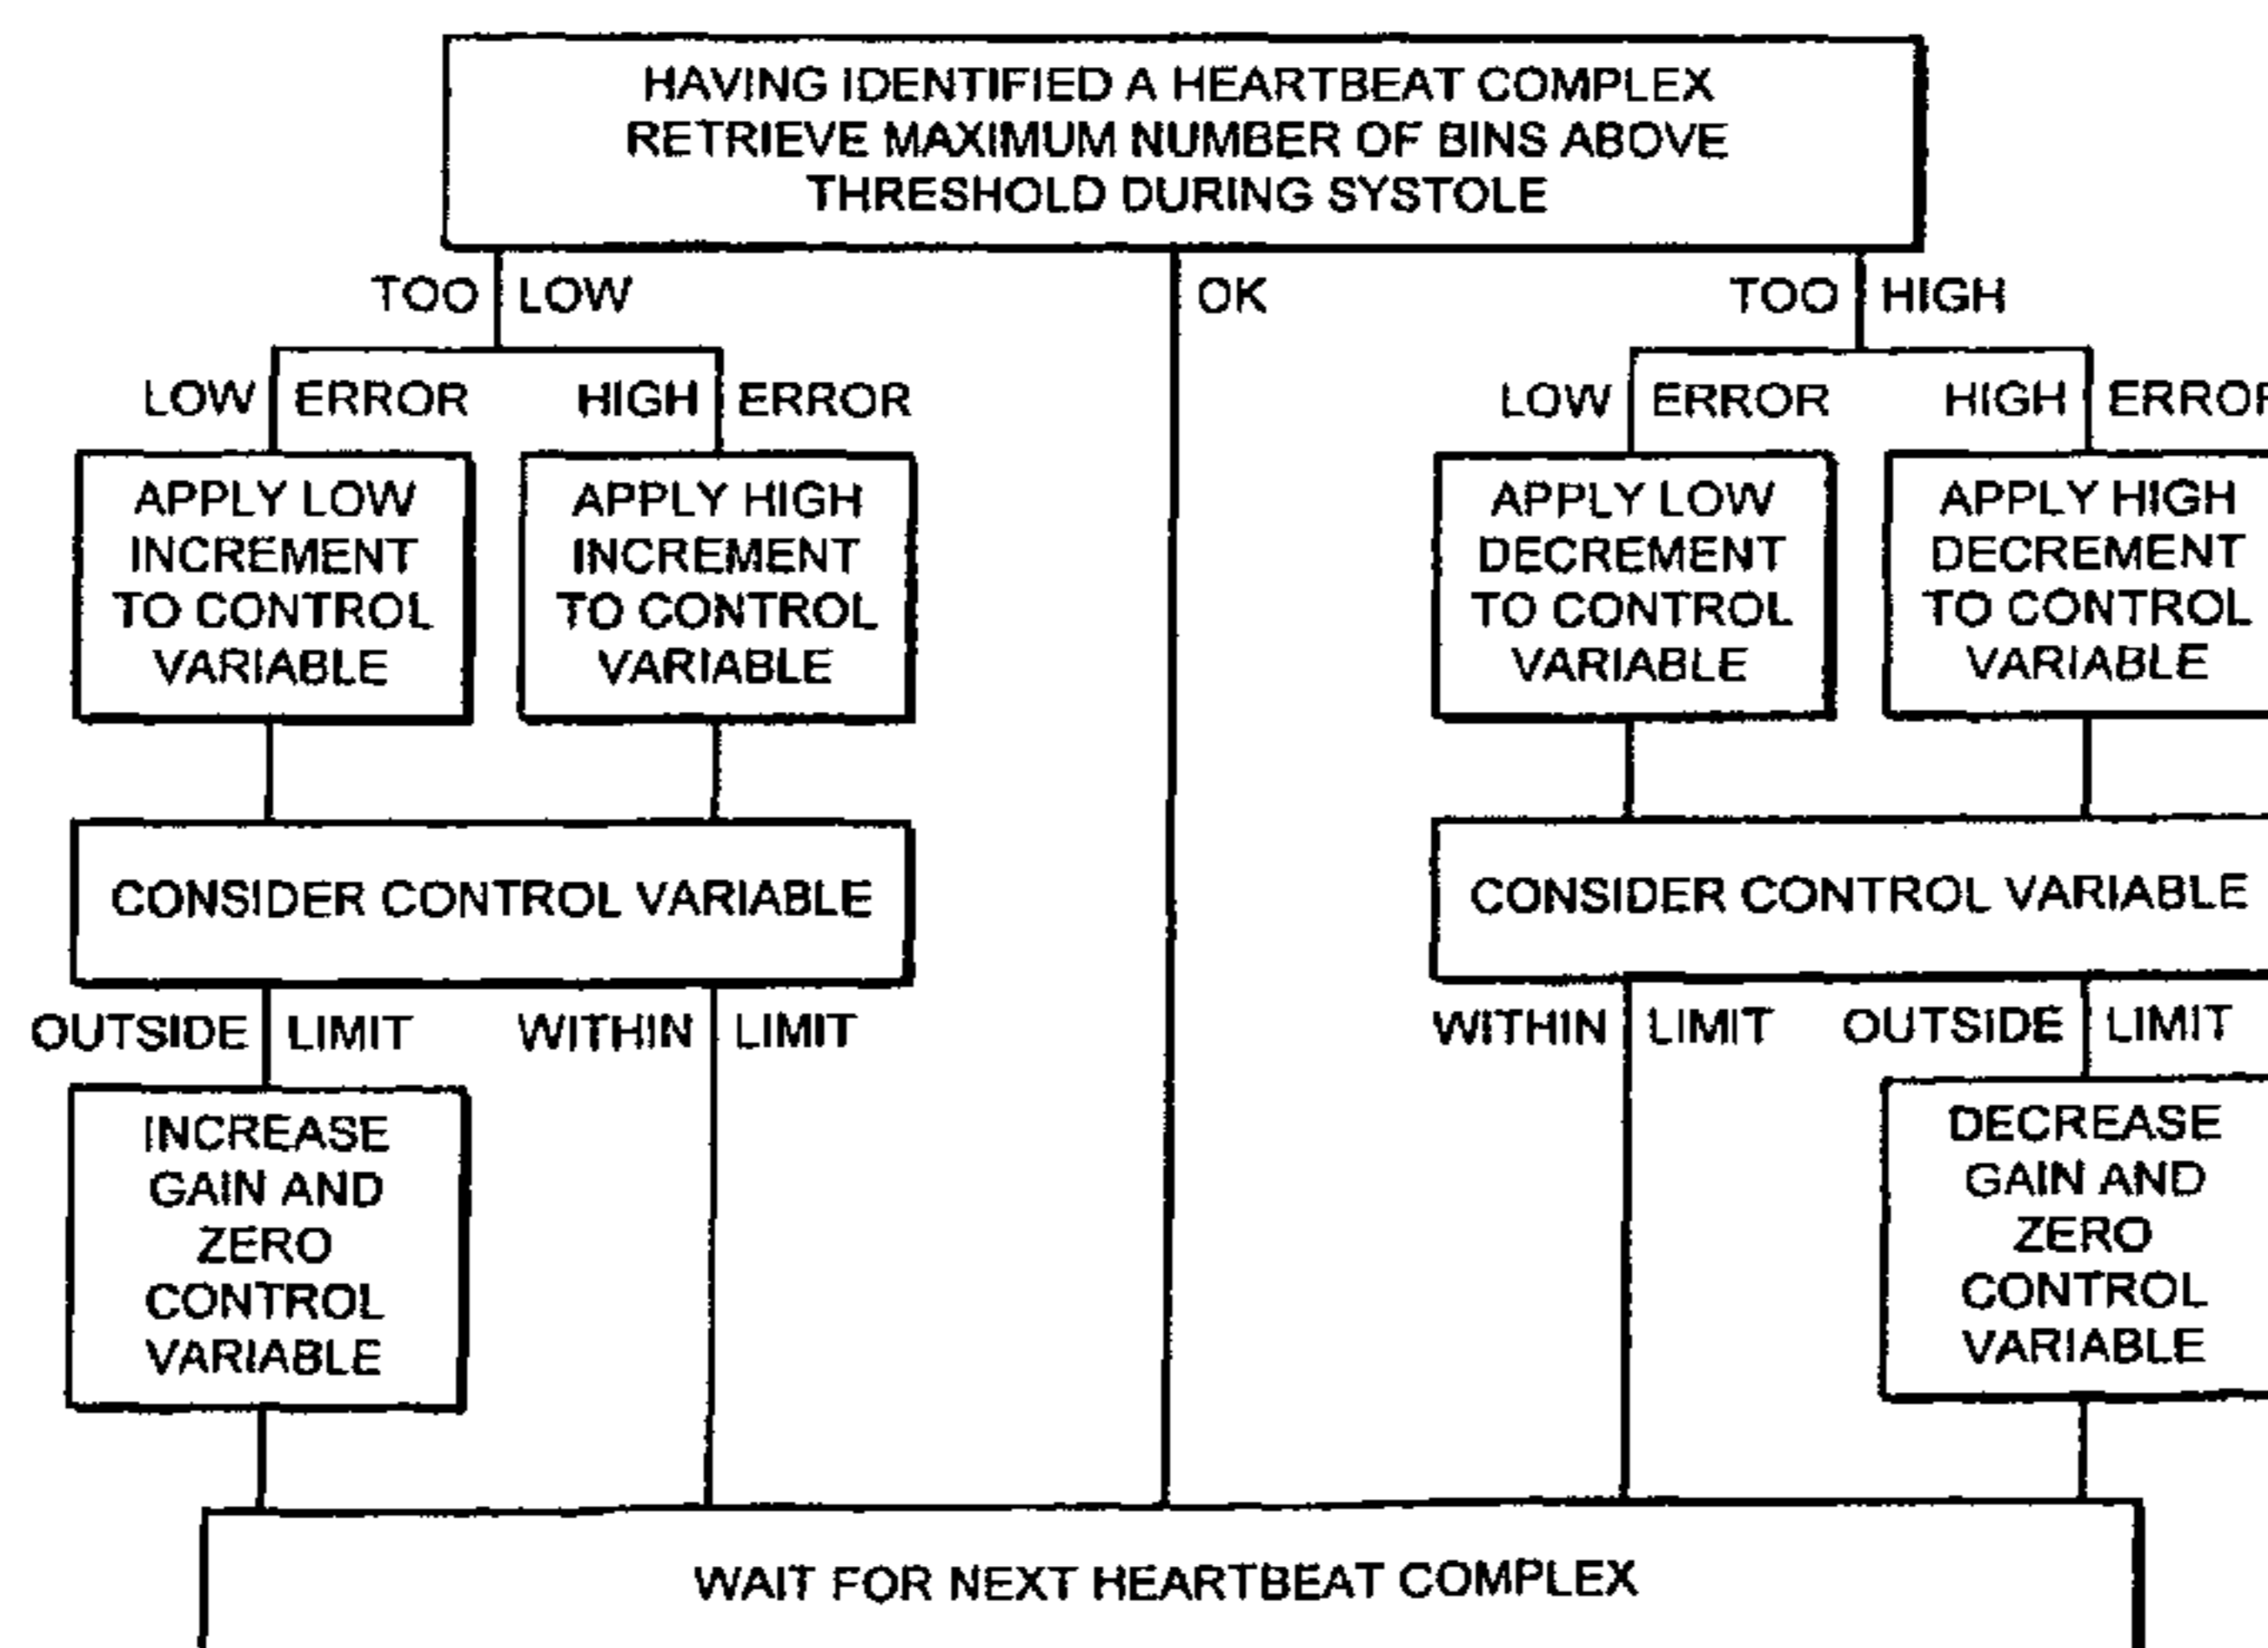 HAVING IDENTIFIED A HEARTBEAT COMPLEX
RETRIEVE MAXIMUM NUMBER OF BINS ABOVE
THRESHOLD DURING SYSTOLE
TOO LOW
OK
TOO HIGH
LOW ERROR
HIGH ERROR
LOW ERROR
HIGH ERROR
APPLY LOW
INCREMENT
TO CONTROL
VARIABLE
APPLY HIGH
INCREMENT
TO CONTROL
VARIABLE
APPLY LOW
DECREMENT
TO CONTROL
VARIABLE
APPLY HIGH
DECREMENT
TO CONTROL
VARIABLE
CONSIDER CONTROL VARIABLE
CONSIDER CONTROL VARIABLE
OUTSIDE LIMIT
WITHIN LIMIT
WITHIN LIMIT
OUTSIDE LIMIT
INCREASE
GAIN AND
ZERO
CONTROL
VARIABLE
DECREASE
GAIN AND
ZERO
CONTROL
VARIABLE
WAIT FOR NEXT HEARTBEAT COMPLEX